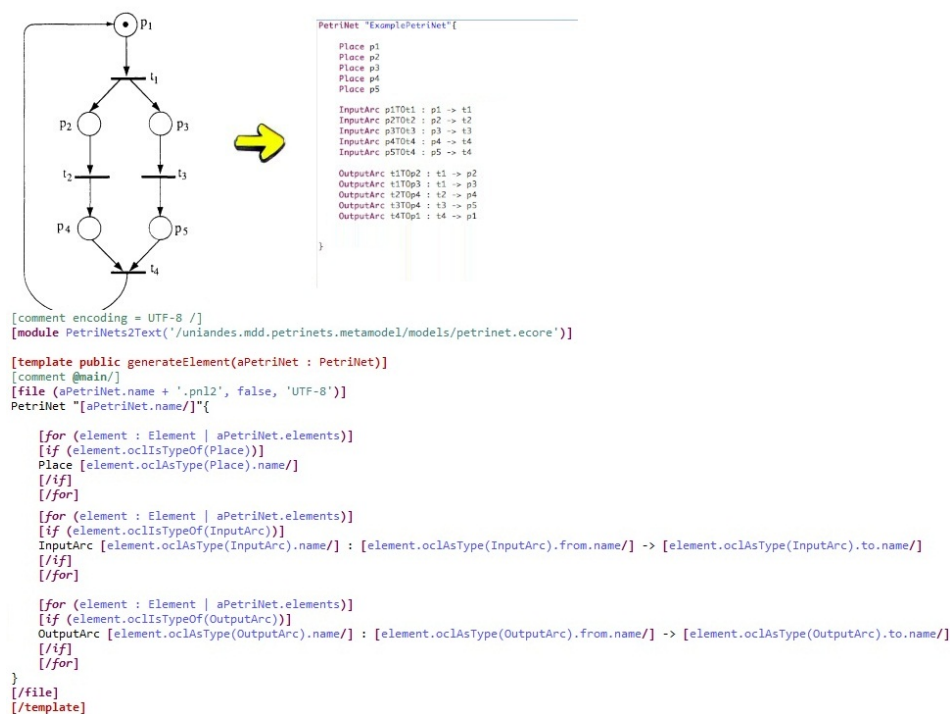 p1
t1
p2
p3
t2
t3
p4
p5
t4
PetriNet "ExamplePetriNet"{
Place p1
Place p2
Place p3
Place p4
Place p5
InputArc p1TOt1 : p1 -> t1
InputArc p2TOt2 : p2 -> t2
InputArc p3TOt3 : p3 -> t3
InputArc p4TOt4 : p4 -> t4
InputArc p5TOt4 : p5 -> t4
OutputArc t1TOp2 : t1 -> p2
OutputArc t1TOp3 : t1 -> p3
OutputArc t2TOp4 : t2 -> p4
OutputArc t3TOp4 : t3 -> p5
OutputArc t4TOp1 : t4 -> p1
}
[comment encoding = UTF-8 /]
[module PetriNets2Text('/uniandes.mdd.petrinets.metamodel/models/petrinet.ecore')]
[template public generateElement(aPetriNet : PetriNet)]
[comment @main/]
[file (aPetriNet.name + '.pnl2', false, 'UTF-8')]
PetriNet "[aPetriNet.name/]"{
[for (element : Element | aPetriNet.elements)]
[if (element.oclIsTypeOf(Place))]
Place [element.oclAsType(Place).name/]
[/if]
[/for]
[for (element : Element | aPetriNet.elements)]
[if (element.oclIsTypeOf(InputArc))]
InputArc [element.oclAsType(InputArc).name/] : [element.oclAsType(InputArc).from.name/] -> [element.oclAsType(InputArc).to.name/]
[/if]
[/for]
[for (element : Element | aPetriNet.elements)]
[if (element.oclIsTypeOf(OutputArc))]
OutputArc [element.oclAsType(OutputArc).name/] : [element.oclAsType(OutputArc).from.name/] -> [element.oclAsType(OutputArc).to.name/]
[/if]
[/for]
}
[/file]
[/template]